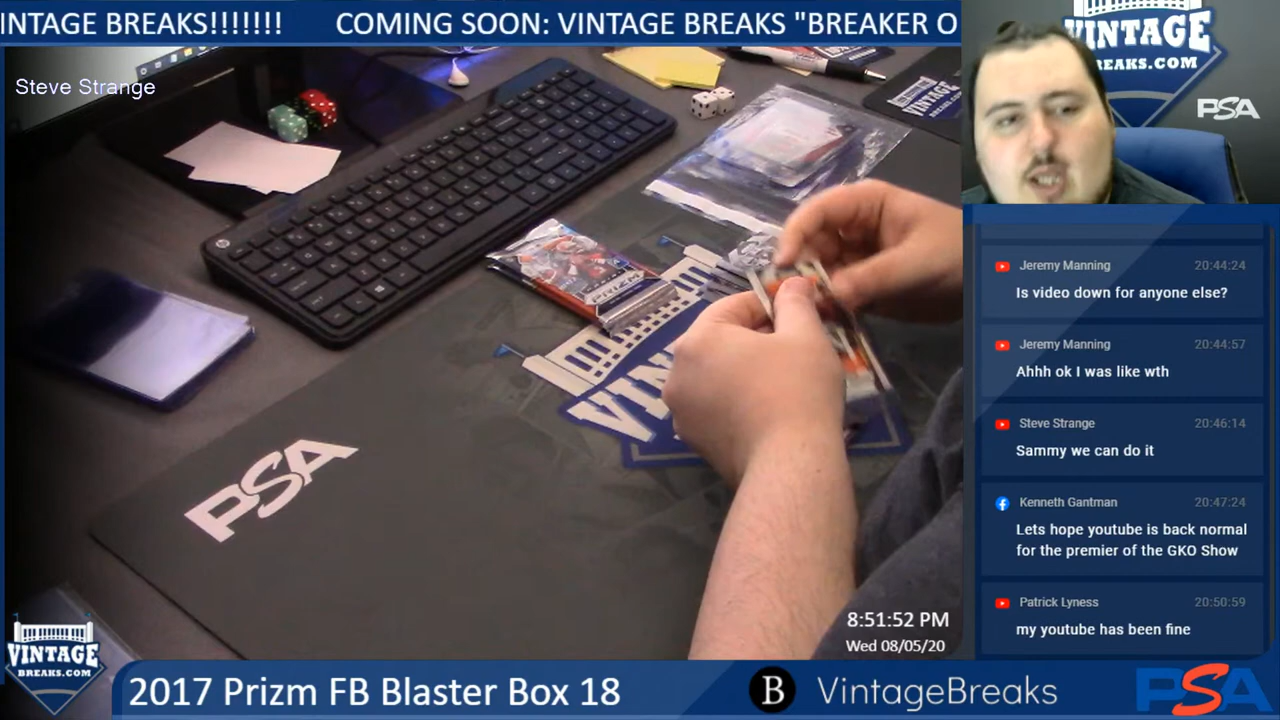 INTAGE BREAKS!!!!!!! COMING SOON: VINTAGE BREAKS "BREAKER O
Steve Strange
VINTAGE
BREAKS.COM
PSA
PRIZM
VINTAGE
VIN
PSA
Jeremy Manning 20:44:24
Is video down for anyone else?
Jeremy Manning 20:44:57
Ahhh ok I was like wth
Steve Strange 20:46:14
Sammy we can do it
Kenneth Gantman 20:47:24
Lets hope youtube is back normal
for the premier of the GKO Show
Patrick Lyness 20:50:59
my youtube has been fine
8:51:52 PM
Wed 08/05/20
VINTAGE
BREAKS.COM
2017 Prizm FB Blaster Box 18
B VintageBreaks
PSA